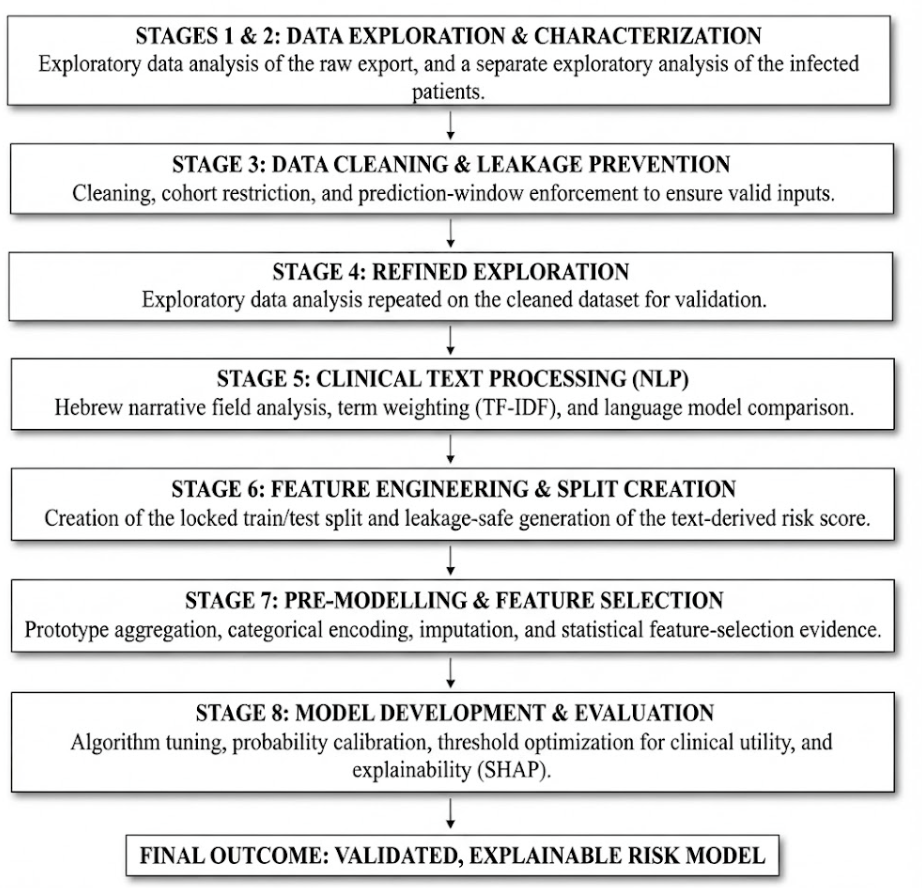 STAGES 1 & 2: DATA EXPLORATION & CHARACTERIZATION
Exploratory data analysis of the raw export, and a separate exploratory analysis of the infected
patients.
STAGE 3: DATA CLEANING & LEAKAGE PREVENTION
Cleaning, cohort restriction, and prediction-window enforcement to ensure valid inputs.
STAGE 4: REFINED EXPLORATION
Exploratory data analysis repeated on the cleaned dataset for validation.
STAGE 5: CLINICAL TEXT PROCESSING (NLP)
Hebrew narrative field analysis, term weighting (TF-IDF), and language model comparison.
STAGE 6: FEATURE ENGINEERING & SPLIT CREATION
Creation of the locked train/test split and leakage-safe generation of the text-derived risk score.
STAGE 7: PRE-MODELLING & FEATURE SELECTION
Prototype aggregation, categorical encoding, imputation, and statistical feature-selection evidence.
STAGE 8: MODEL DEVELOPMENT & EVALUATION
Algorithm tuning, probability calibration, threshold optimization for clinical utility, and
explainability (SHAP).
FINAL OUTCOME: VALIDATED, EXPLAINABLE RISK MODEL